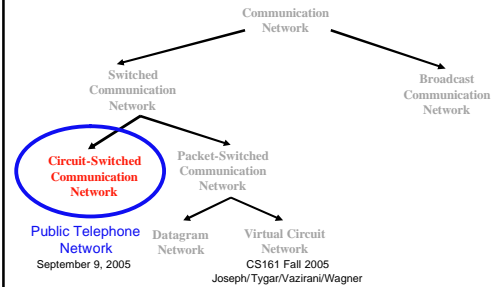 Communication
Network
Switched
Communication
Network
Broadcast
Communication
Network
Circuit-Switched
Communication
Network
Packet-Switched
Communication
Network
Public Telephone
Network
Datagram
Network
Virtual Circuit
Network
September 9, 2005
CS161 Fall 2005
Joseph/Tygar/Vazirani/Wagner